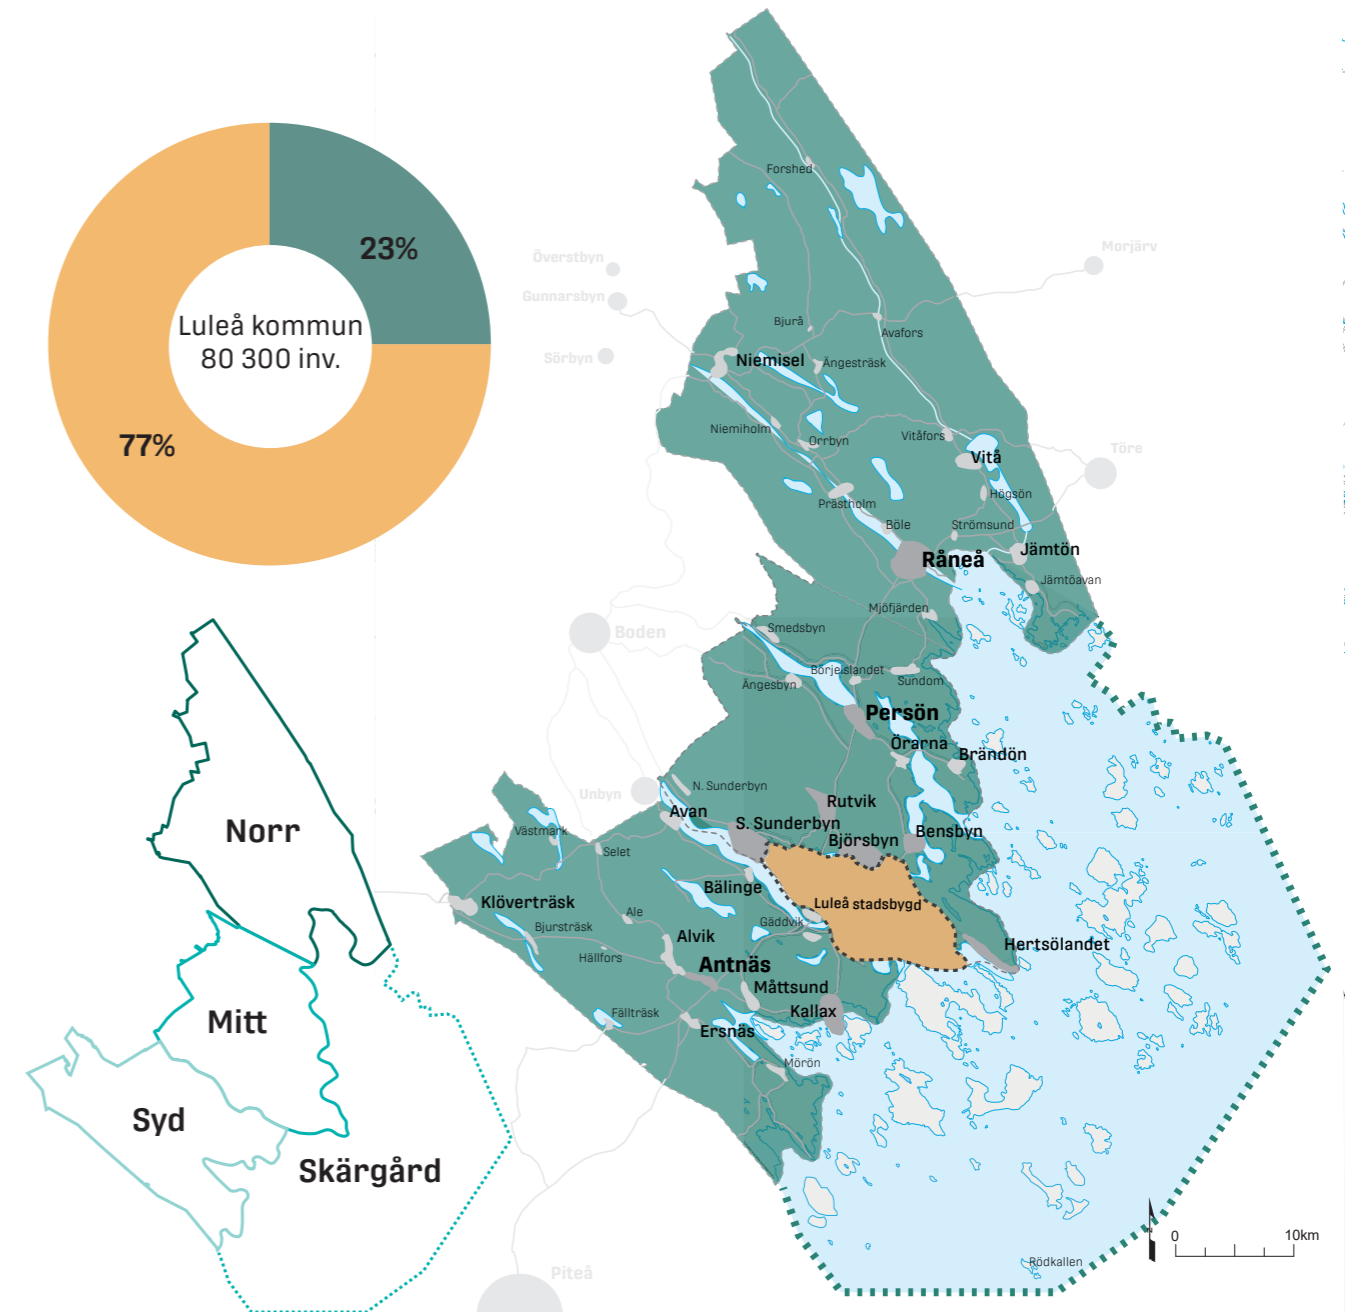 23%
Luleå kommun
80 300 inv.
77%
Forshed
Morjärv
Överstbyn
Gunnarsbyn
Sörbyn
Bjurå
Avafors
Niemisel
Ängesträsk
Niemiholm
Orrbyn
Vitåfors
Vitå
Töre
Högsön
Prästholm
Böle
Strömsund
Råneå
Jämtön
Jämtöavan
Mjöfjärden
Boden
Smedsbyn
Börjelslandet
Ängesbyn
Sundom
Persön
Örarna
Brändön
Unbyn
N. Sunderbyn
Avan
Rutvik
S. Sunderbyn
Björsbyn
Bensbyn
Västmark
Selet
Bälinge
Luleå stadsbygd
Klöverträsk
Ale
Gäddvik
Bjursträsk
Alvik
Hertsölandet
Hällfors
Antnäs
Måttsund
Fällträsk
Kallax
Ersnäs
Mörön
Piteå
Rödkallen
0 10km
Norr
Mitt
Syd
Skärgård